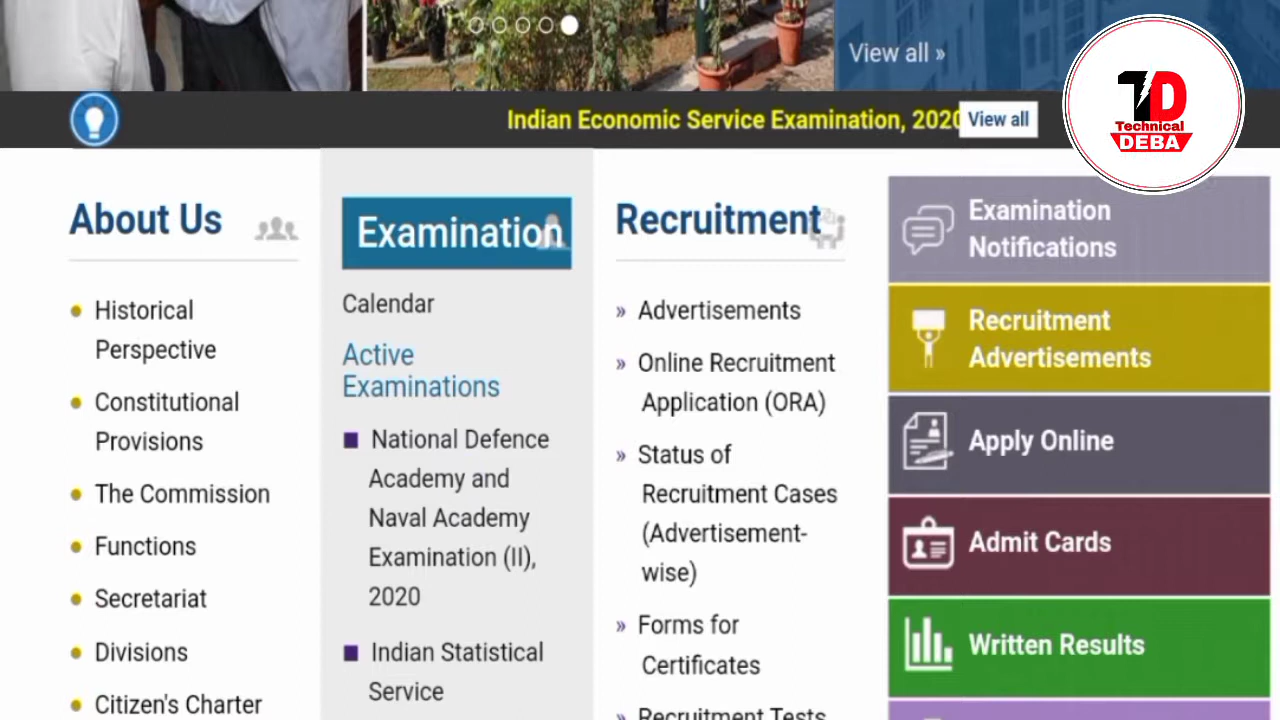 View all »
Indian Economic Service Examination, 2020
View all
TD
Technical
DEBA
About Us
Historical
Perspective
Constitutional
Provisions
The Commission
Functions
Secretariat
Divisions
Citizen's Charter
Examination
Calendar
Active
Examinations
National Defence
Academy and
Naval Academy
Examination (II),
2020
Indian Statistical
Service
Recruitment
» Advertisements
» Online Recruitment
Application (ORA)
» Status of
Recruitment Cases
(Advertisement-
wise)
» Forms for
Certificates
» Recruitment Tests
Examination
Notifications
Recruitment
Advertisements
Apply Online
Admit Cards
Written Results